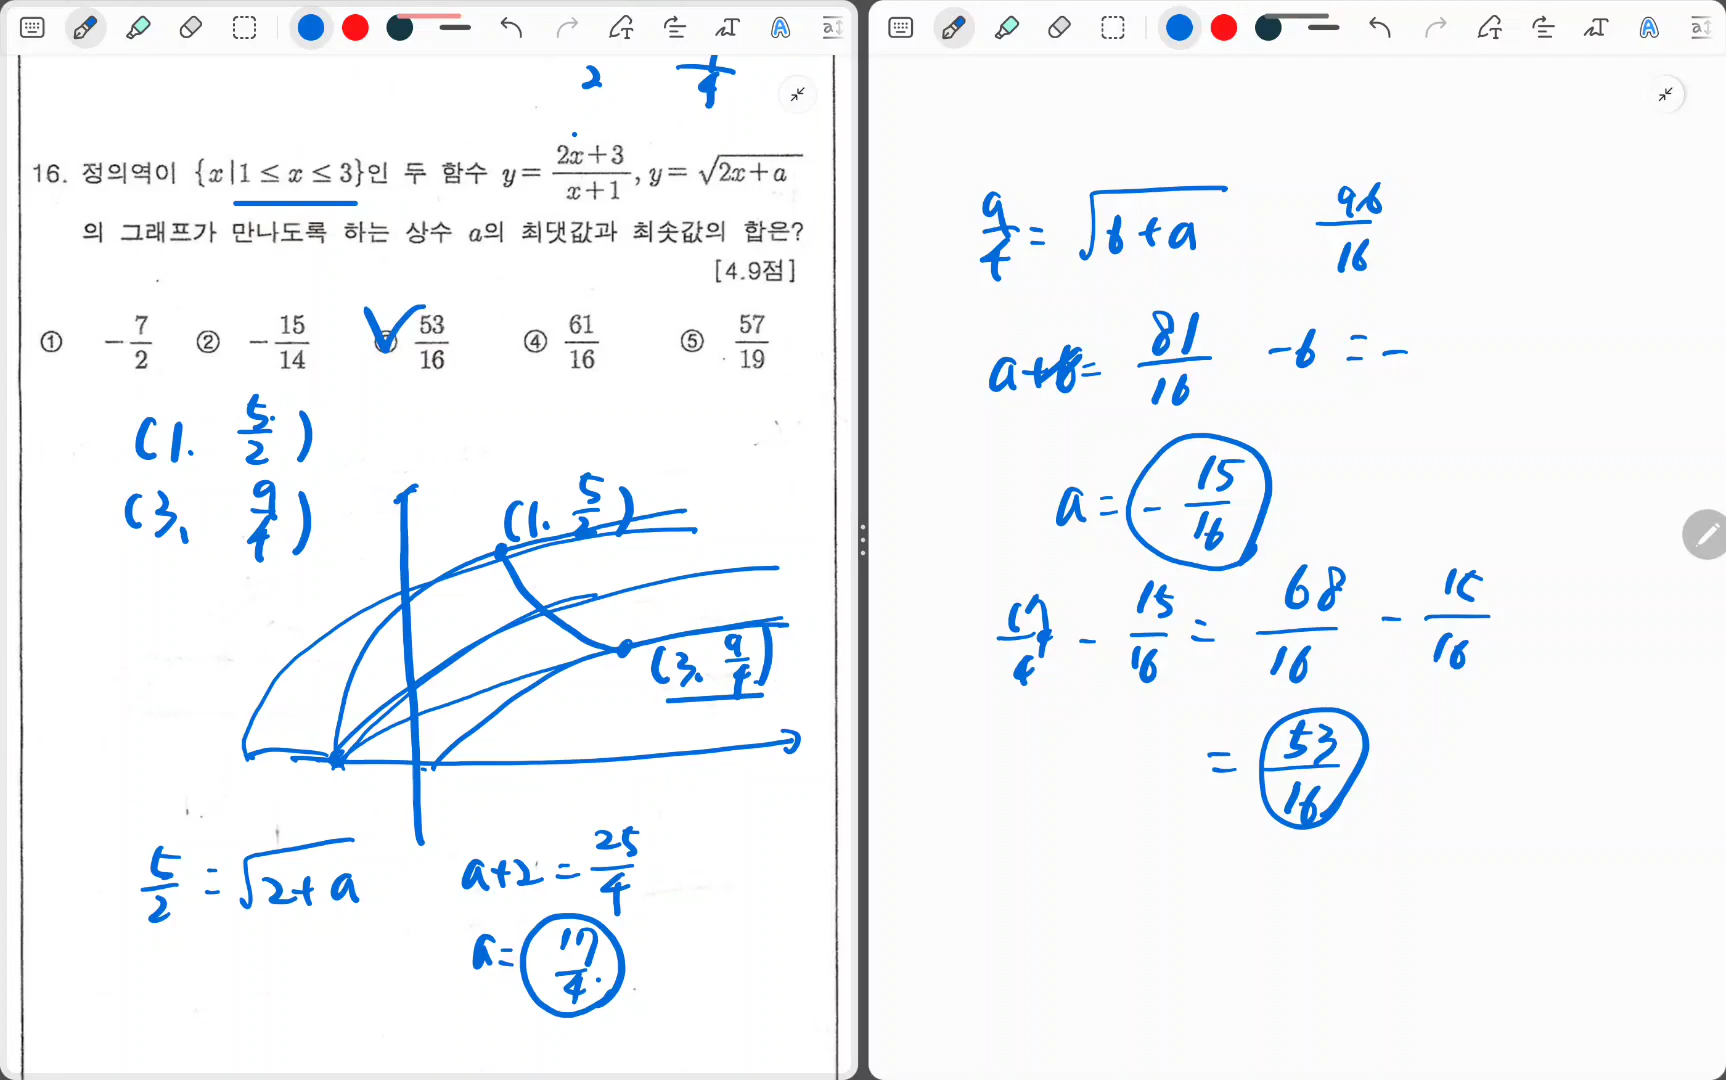 2 1/4
16. 정의역이 {x|1≤x≤3}인 두 함수 y=(2x+3)/(x+1), y=√(2x+a)
의 그래프가 만나도록 하는 상수 a의 최댓값과 최솟값의 합은?
[4.9점]
① -7/2 ② -15/14 ③ 53/16 ④ 61/16 ⑤ 57/19
(1. 5/2)
(3, 9/4)
(1. 5/2)
(3. 9/4)
5/2 = √(2+a)
a+2 = 25/4
a = 17/4
9/4 = √(6+a) 96/16
a+6= 81/16 -6 = -
a = -15/16
17/4 - 15/16 = 68/16 - 15/16
= 53/16